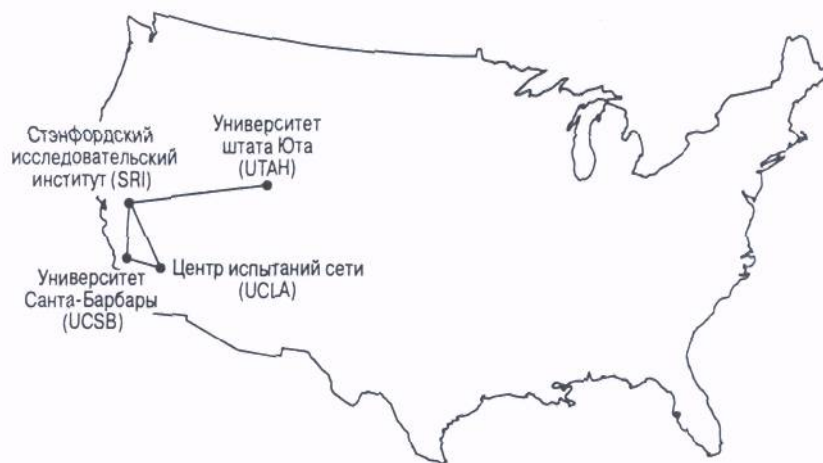 Стэнфордский
исследовательский
институт (SRI)
Университет
штата Юта
(UTAH)
Центр испытаний сети
(UCLA)
Университет
Санта-Барбары
(UCSB)